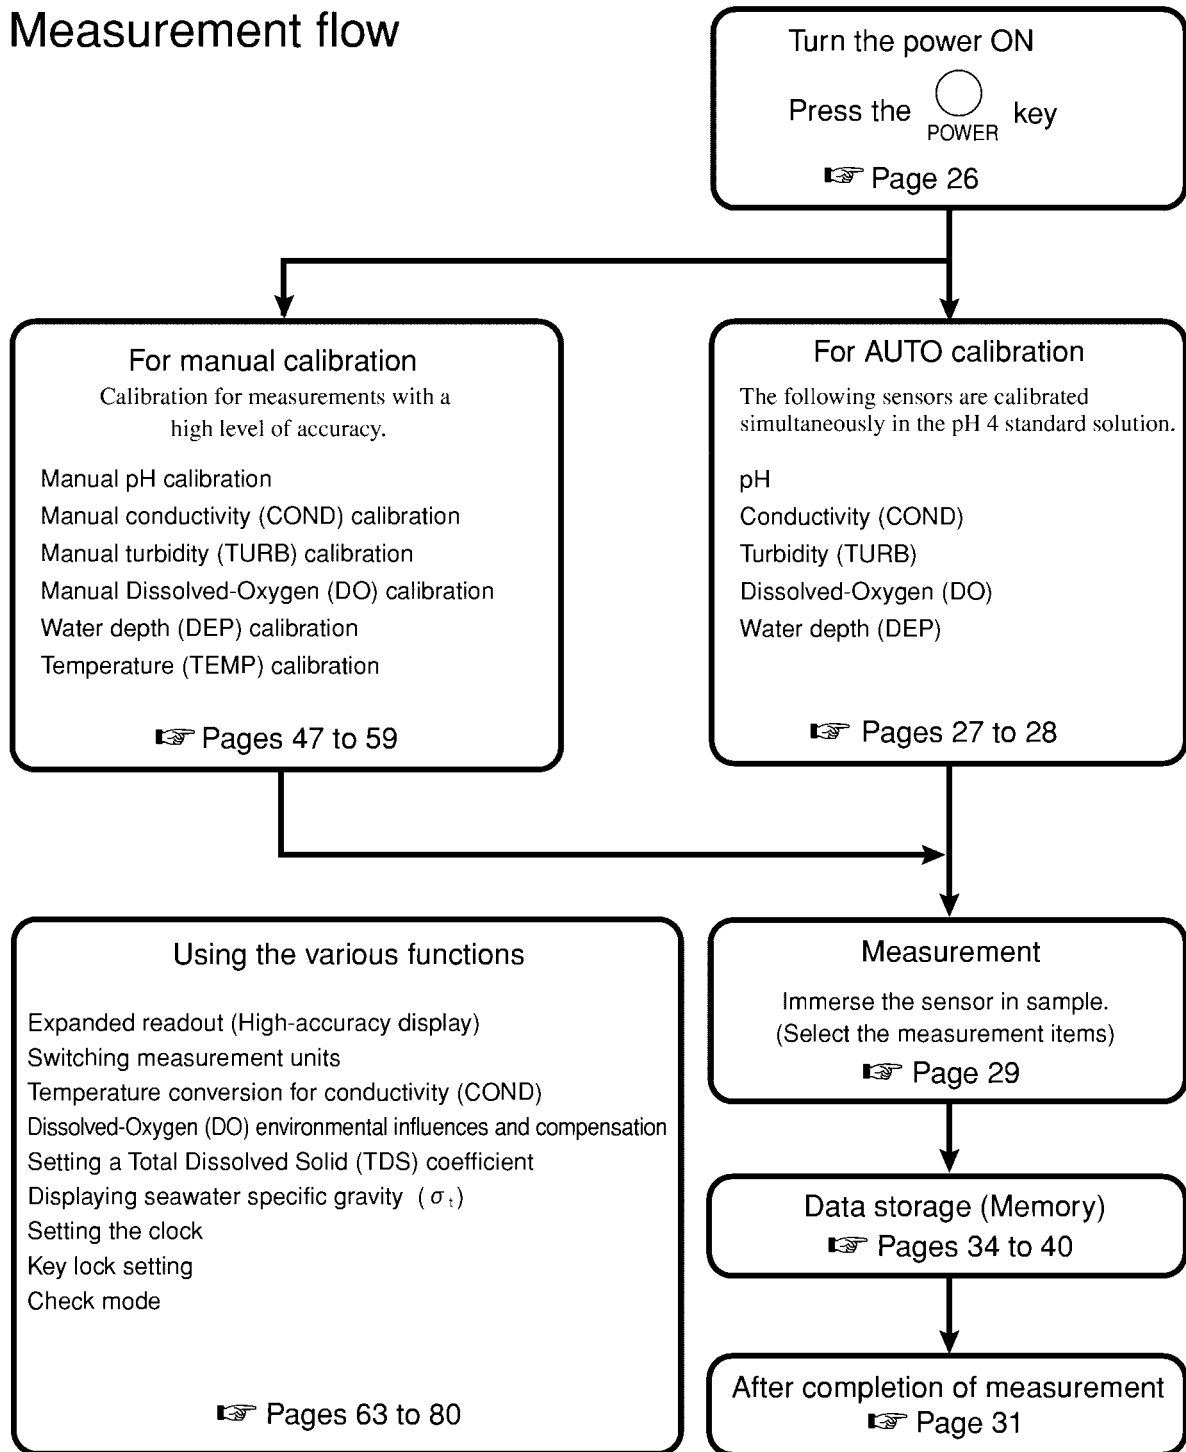 Measurement flow
Turn the power ON
Press the POWER key
☞ Page 26
For manual calibration
Calibration for measurements with a
high level of accuracy.
Manual pH calibration
Manual conductivity (COND) calibration
Manual turbidity (TURB) calibration
Manual Dissolved-Oxygen (DO) calibration
Water depth (DEP) calibration
Temperature (TEMP) calibration
☞ Pages 47 to 59
For AUTO calibration
The following sensors are calibrated
simultaneously in the pH 4 standard solution.
pH
Conductivity (COND)
Turbidity (TURB)
Dissolved-Oxygen (DO)
Water depth (DEP)
☞ Pages 27 to 28
Using the various functions
Expanded readout (High-accuracy display)
Switching measurement units
Temperature conversion for conductivity (COND)
Dissolved-Oxygen (DO) environmental influences and compensation
Setting a Total Dissolved Solid (TDS) coefficient
Displaying seawater specific gravity (σt)
Setting the clock
Key lock setting
Check mode
☞ Pages 63 to 80
Measurement
Immerse the sensor in sample.
(Select the measurement items)
☞ Page 29
Data storage (Memory)
☞ Pages 34 to 40
After completion of measurement
☞ Page 31